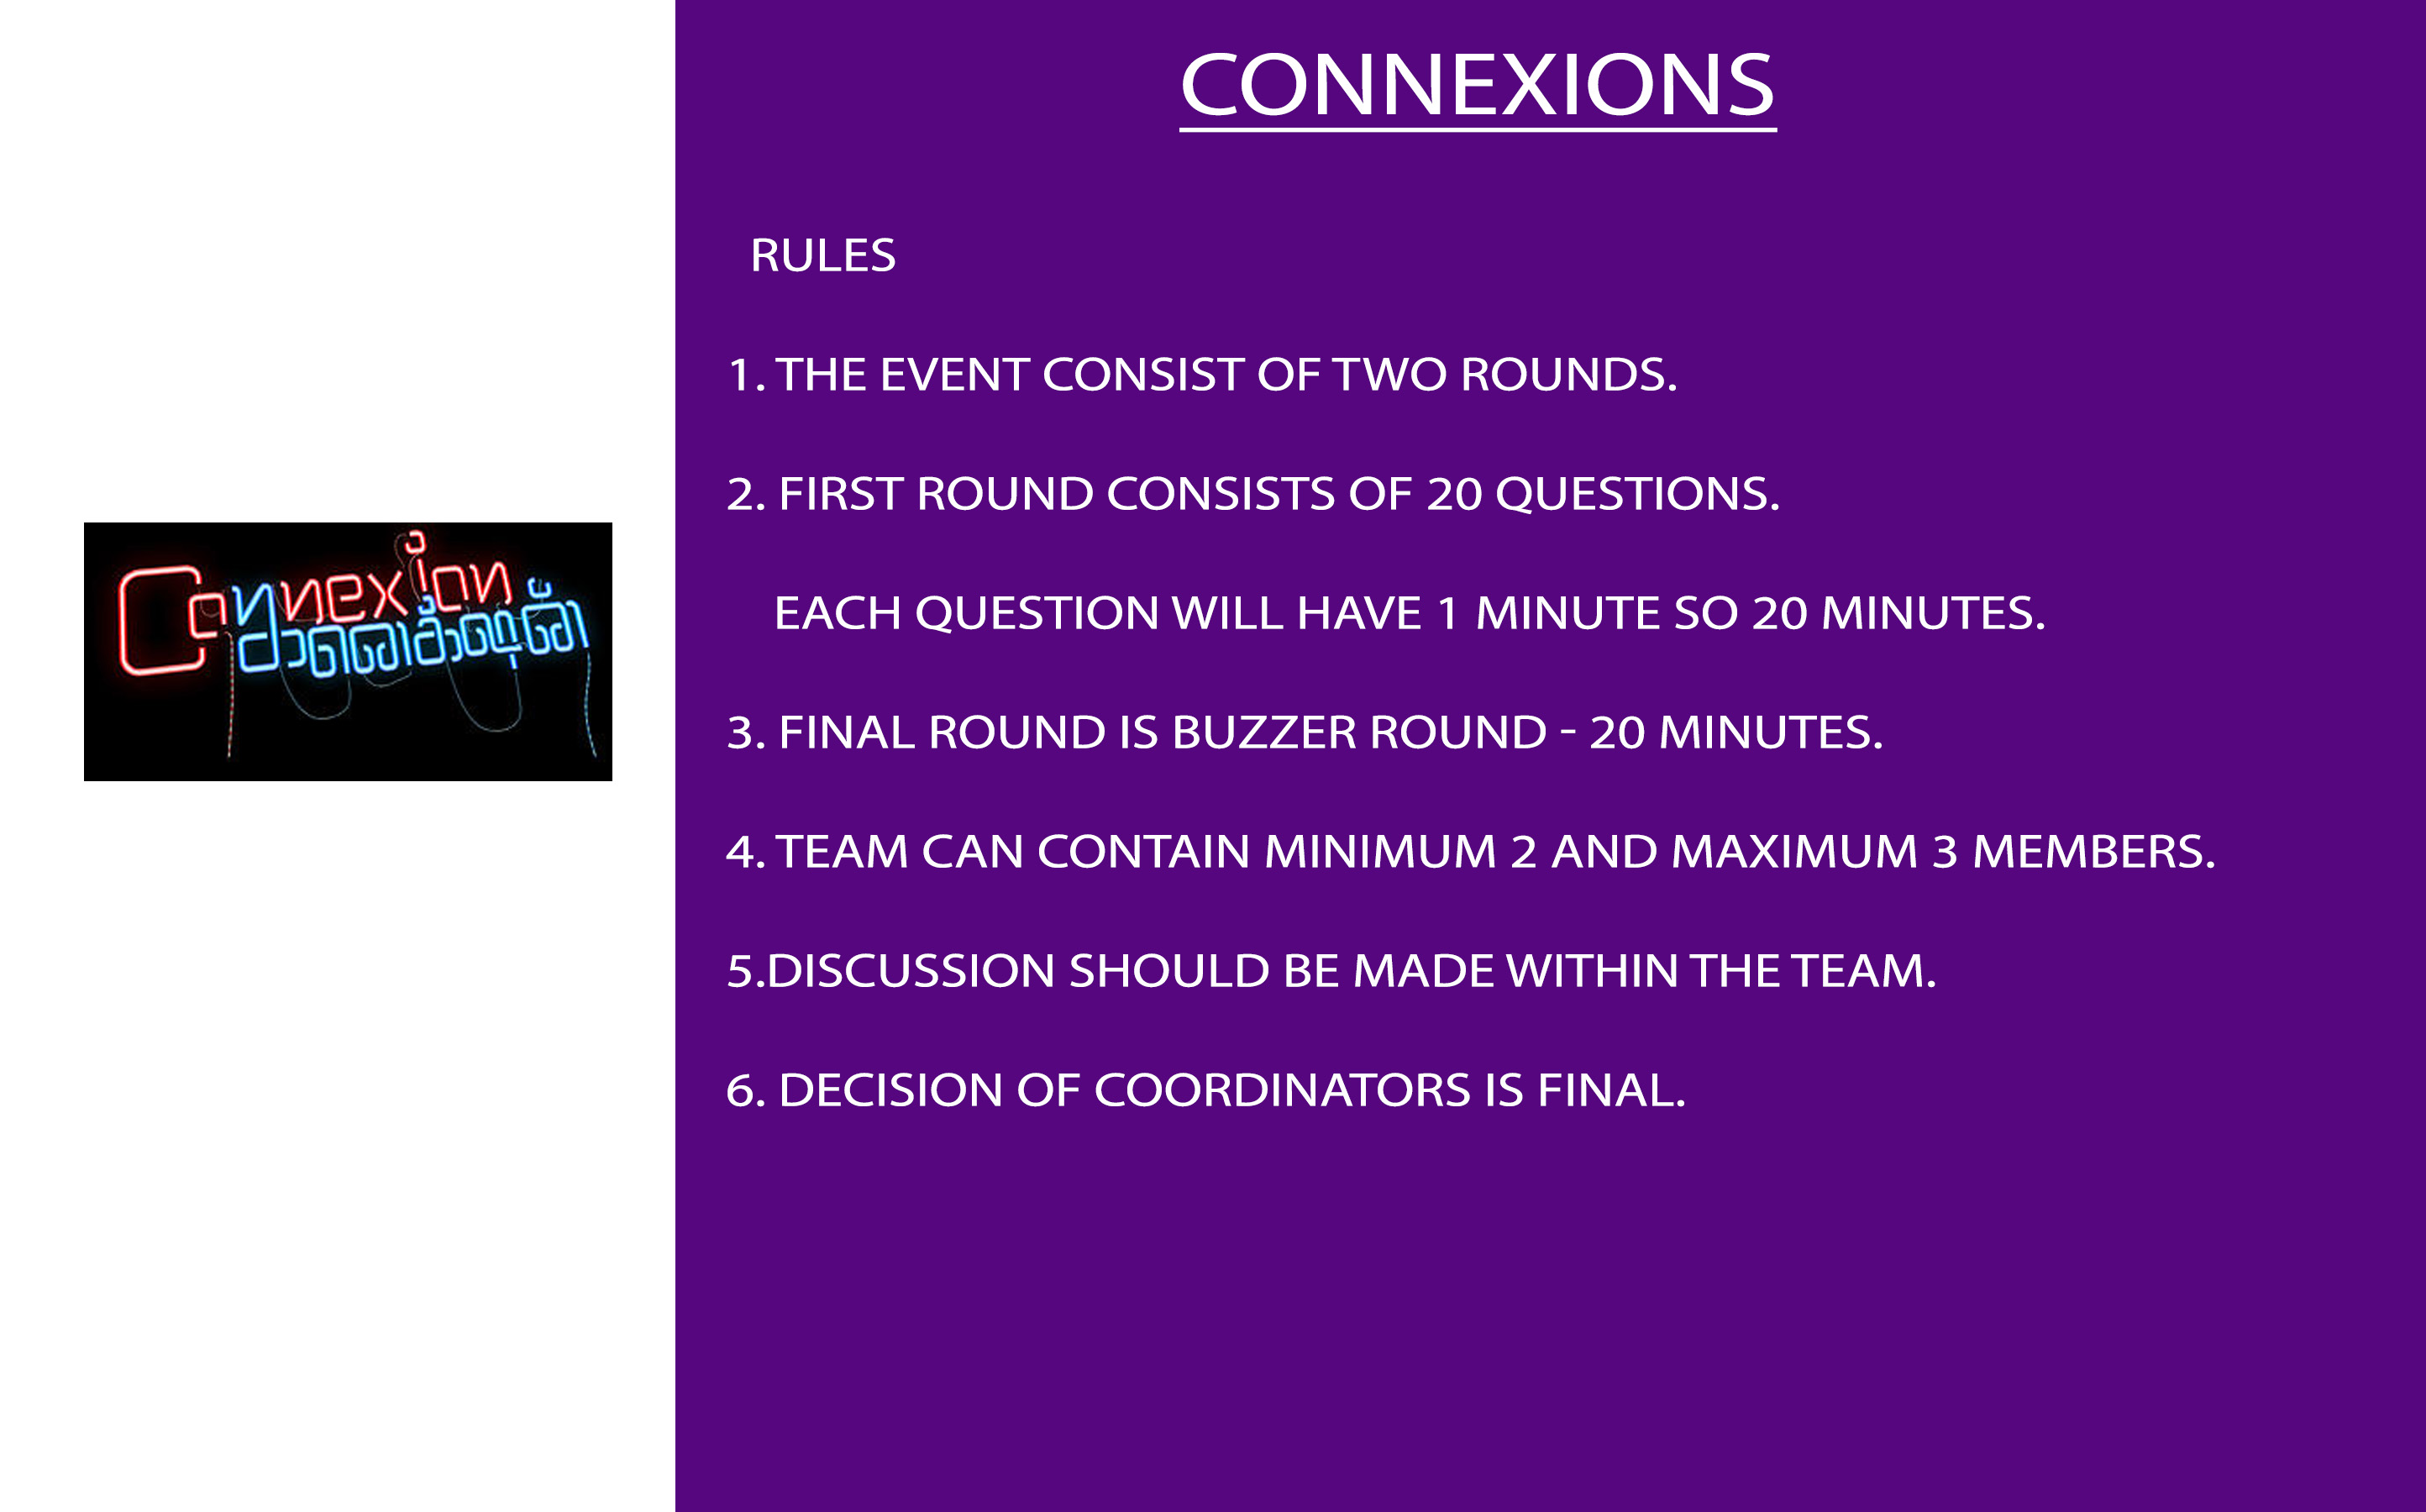 CONNEXIONS
RULES
1. THE EVENT CONSIST OF TWO ROUNDS.
2. FIRST ROUND CONSISTS OF 20 QUESTIONS.
EACH QUESTION WILL HAVE 1 MINUTE SO 20 MINUTES.
3. FINAL ROUND IS BUZZER ROUND - 20 MINUTES.
4. TEAM CAN CONTAIN MINIMUM 2 AND MAXIMUM 3 MEMBERS.
5.DISCUSSION SHOULD BE MADE WITHIN THE TEAM.
6. DECISION OF COORDINATORS IS FINAL.
Connexion